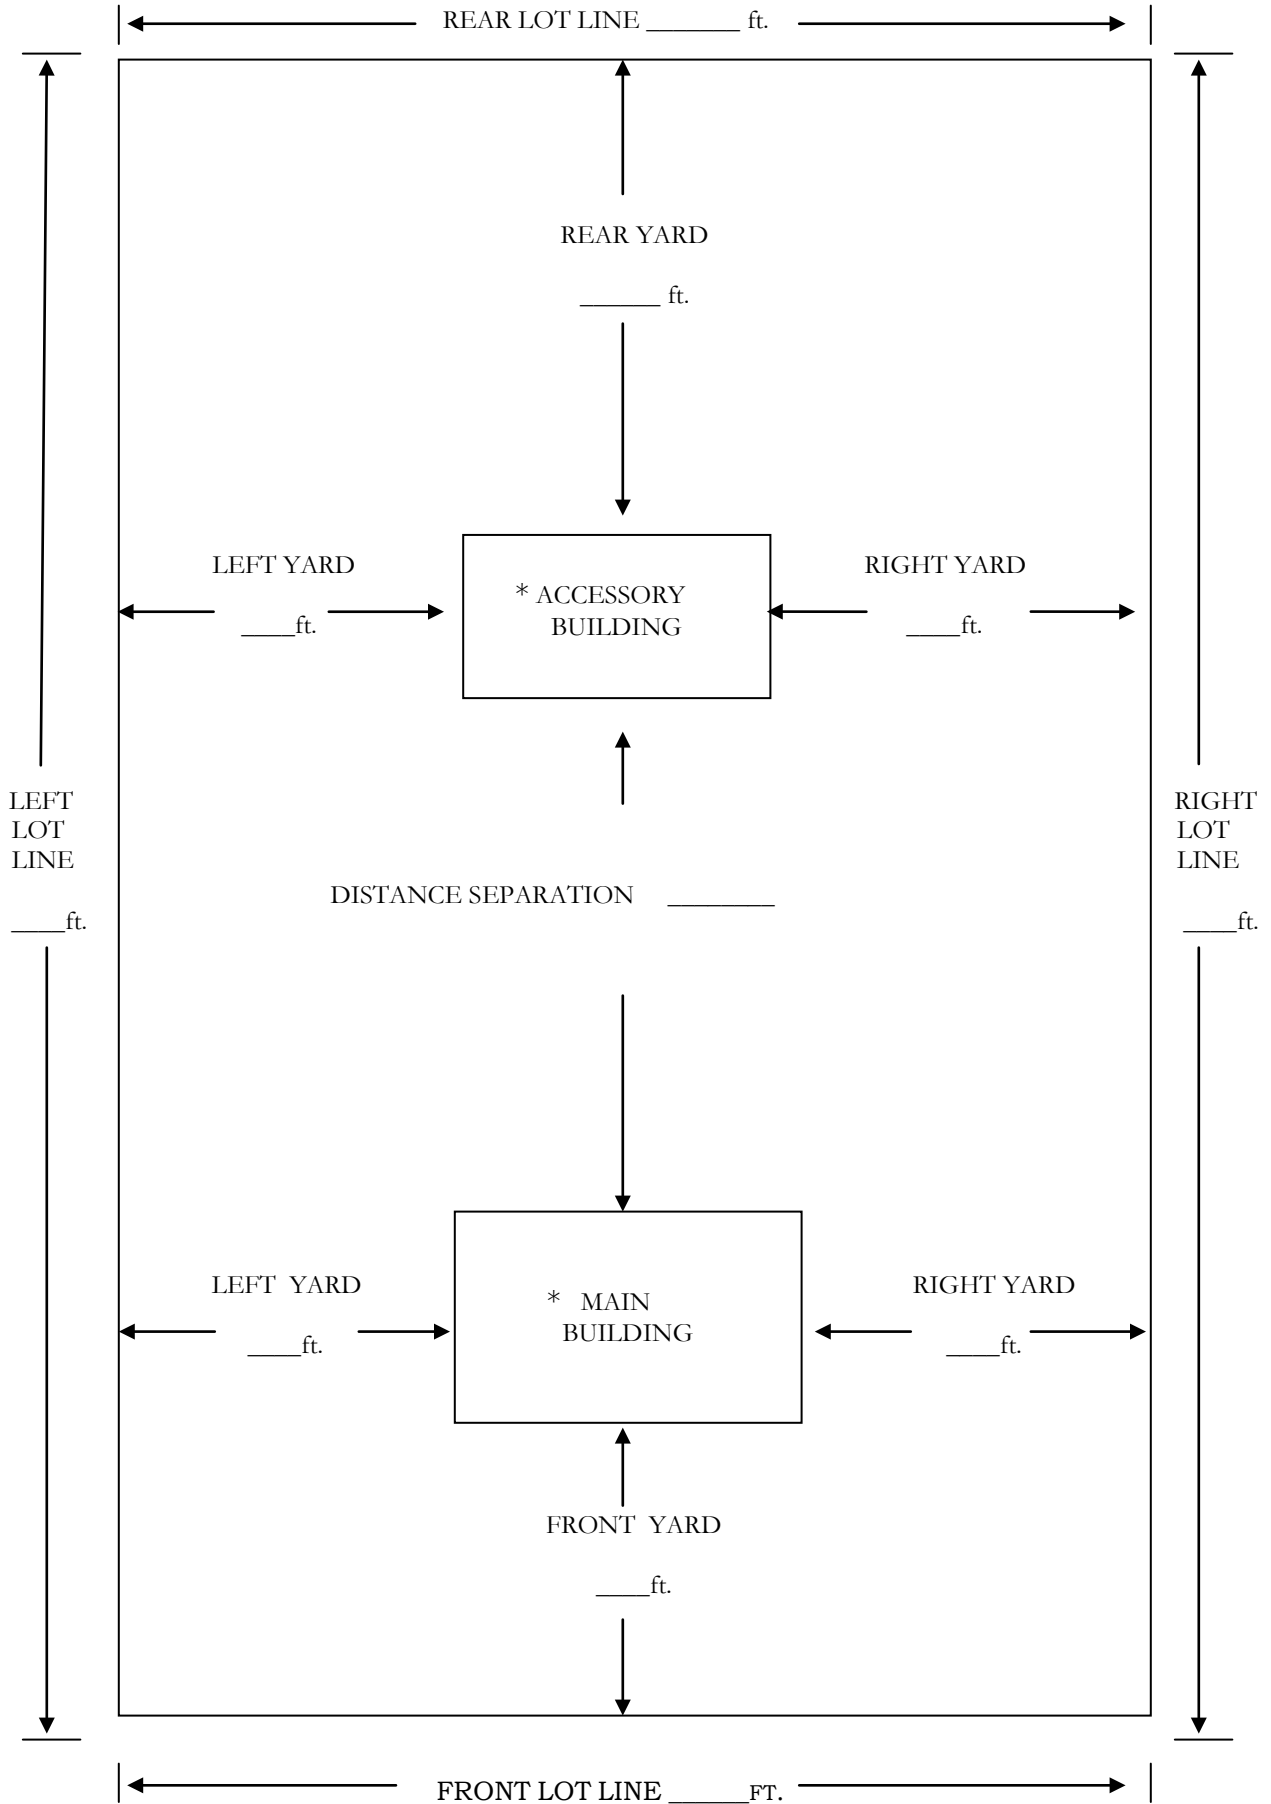 REAR LOT LINE _______ ft.
REAR YARD
______ ft.
LEFT YARD
____ft.
* ACCESSORY
BUILDING
RIGHT YARD
____ft.
LEFT
LOT
LINE
____ft.
DISTANCE SEPARATION ________
RIGHT
LOT
LINE
____ft.
LEFT YARD
____ft.
* MAIN
BUILDING
RIGHT YARD
____ft.
FRONT YARD
____ft.
FRONT LOT LINE ______FT.